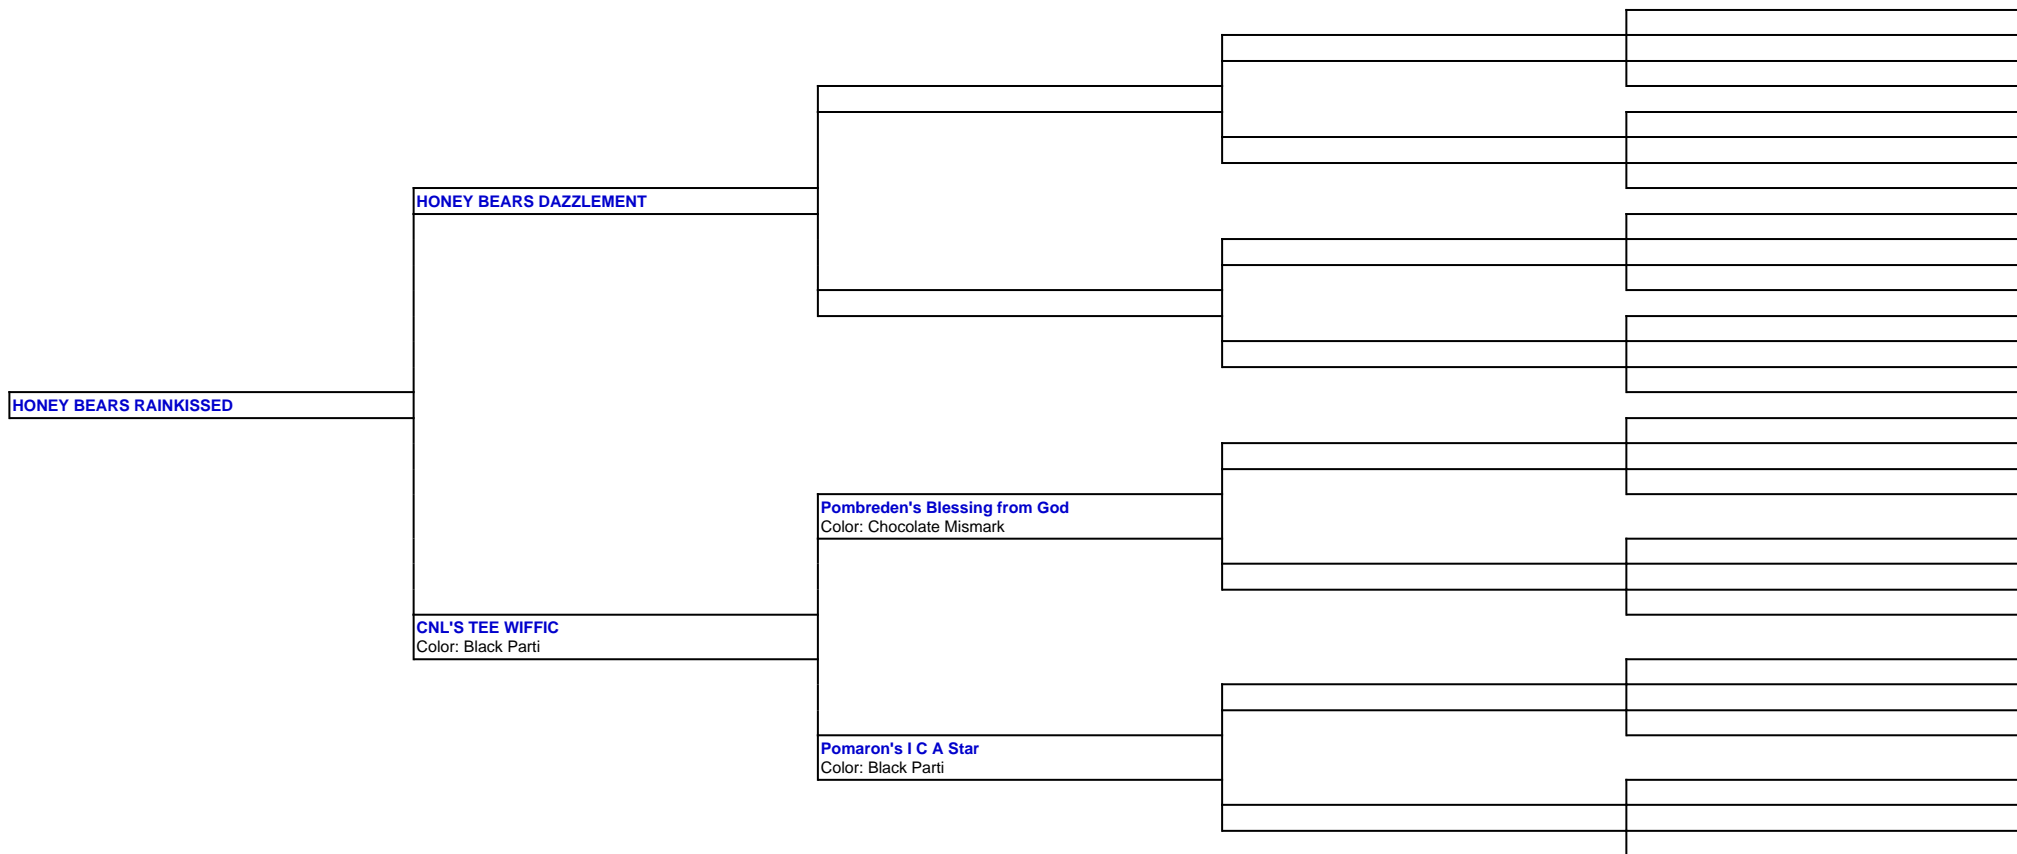 HONEY BEARS DAZZLEMENT
HONEY BEARS RAINKISSED
Pombreden's Blessing from God
Color: Chocolate Mismark
CNL'S TEE WIFFIC
Color: Black Parti
Pomaron's I C A Star
Color: Black Parti